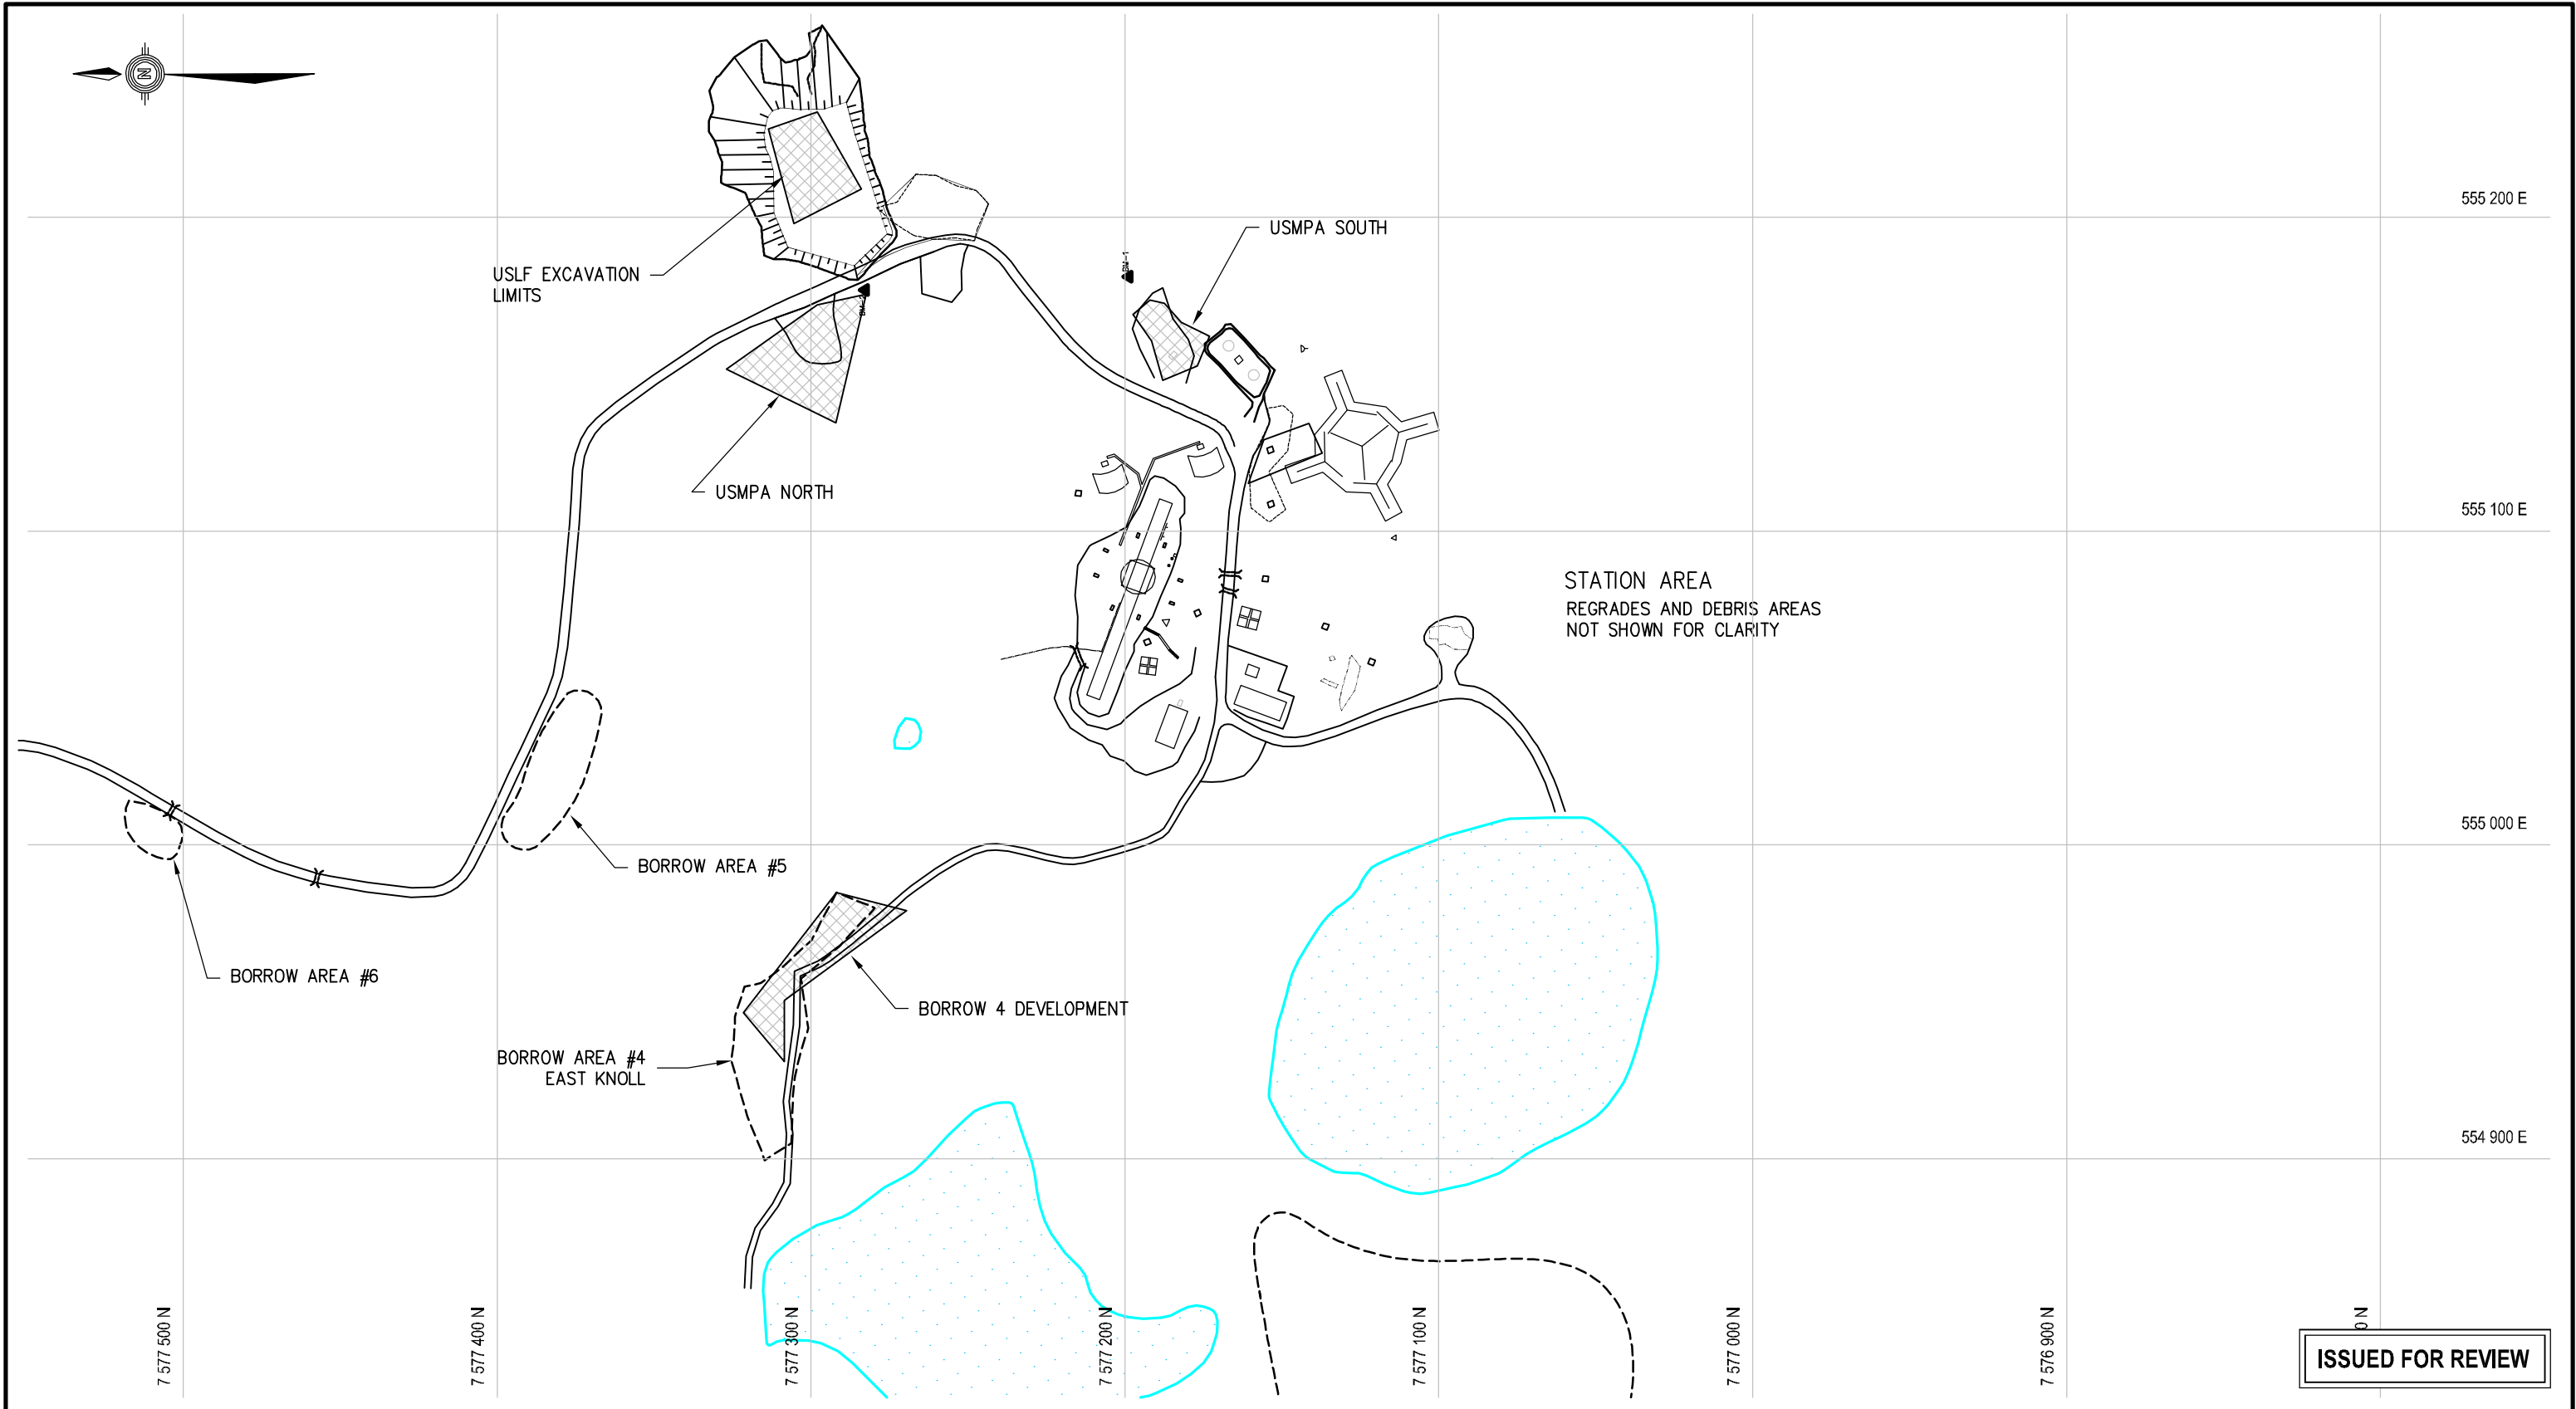 N
555 200 E
USMPA SOUTH
BM-1
USLF EXCAVATION
LIMITS
USMPA NORTH
555 100 E
STATION AREA
REGRADES AND DEBRIS AREAS
NOT SHOWN FOR CLARITY
555 000 E
BORROW AREA #5
BORROW AREA #6
BORROW 4 DEVELOPMENT
BORROW AREA #4
EAST KNOLL
554 900 E
7 577 500 N
7 577 400 N
7 577 300 N
7 577 200 N
7 577 100 N
7 577 000 N
7 576 900 N
0 N
ISSUED FOR REVIEW